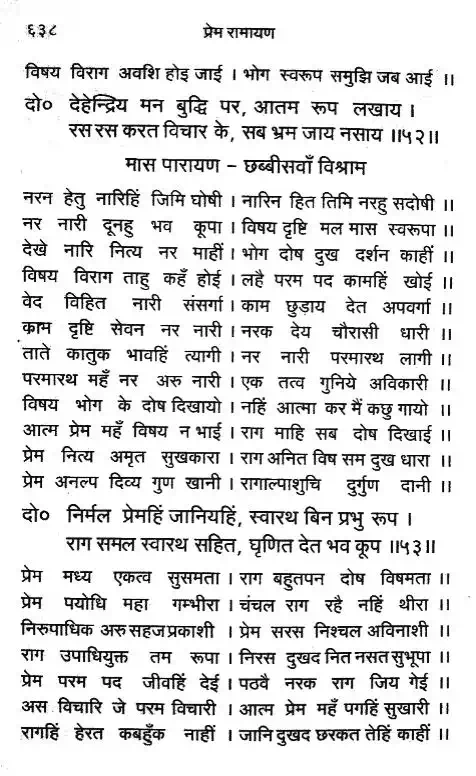 ६३८
प्रेम रामायण
विषय विराग अवशि होइ जाई । भोग स्वरूप समुझि जब आई ॥
दो० देहेन्द्रिय मन बुद्धि पर, आतम रूप लखाय ।
रस रस करत विचार के, सब भ्रम जाय नसाय ॥५२॥
मास पारायण – छब्बीसवाँ विश्राम
नरन हेतु नारिहिं जिमि घोषी । नारिन हित तिमि नरहु सदोषी ॥
नर नारी दूनहु भव कूपा । विषय दृष्टि मल मास स्वरूपा ॥
देखे नारि नित्य नर माहीं । भोग दोष दुख दर्शन काहीं ॥
विषय विराग ताहु कहँ होई । लहै परम पद कामहिं खोई ॥
वेद विहित नारी संसर्गा । काम छुड़ाय देत अपवर्गा ॥
काम दृष्टि सेवन नर नारी । नरक देय चौरासी धारी ॥
ताते कातुक भावहिं त्यागी । नर नारी परमारथ लागी ॥
परमारथ महँ नर अरु नारी । एक तत्व गुनिये अविकारी ॥
विषय भोग के दोष दिखायो । नहिं आत्मा कर मैं कछु गायो ॥
आत्म प्रेम महँ विषय न भाई । राग माहि सब दोष दिखाई ॥
प्रेम नित्य अमृत सुखकारा । राग अनित विष सम दुख धारा ॥
प्रेम अनल्प दिव्य गुण खानी । रागाल्पाशुचि दुर्गुण दानी ॥
दो० निर्मल प्रेमहिं जानियहिं, स्वारथ बिन प्रभु रूप ।
राग समल स्वारथ सहित, घृणित देत भव कूप ॥५३॥
प्रेम मध्य एकत्व सुसमता । राग बहुतपन दोष विषमता ॥
प्रेम पयोधि महा गम्भीरा । चंचल राग रहै नहिं थीरा ॥
निरुपाधिक अरु सहज प्रकाशी । प्रेम सरस निश्चल अविनाशी ॥
राग उपाधियुक्त तम रूपा । निरस दुखद नित नसत सुभूपा ॥
प्रेम परम पद जीवहिं देई । पठवै नरक राग जिय गेई ॥
अस विचारि जे परम विचारी । आत्म प्रेम महँ पगहिं सुखारी ॥
रागहिं हेरत कबहुँक नाहीं । जानि दुखद छरकत तेहिं काहीं ॥